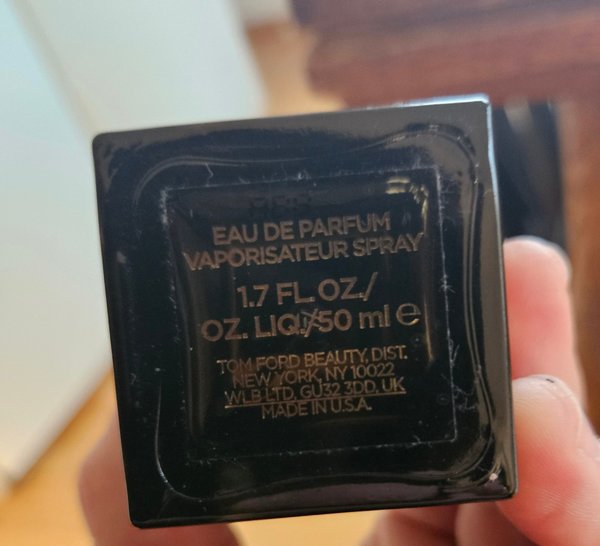 EAU DE PARFUM
VAPORISATEUR SPRAY
1.7 FL. OZ./
OZ. LIQ./50 ml e
TOM FORD BEAUTY, DIST.
NEW YORK, NY 10022
WLB LTD, GU32 3DD, UK
MADE IN U.S.A.